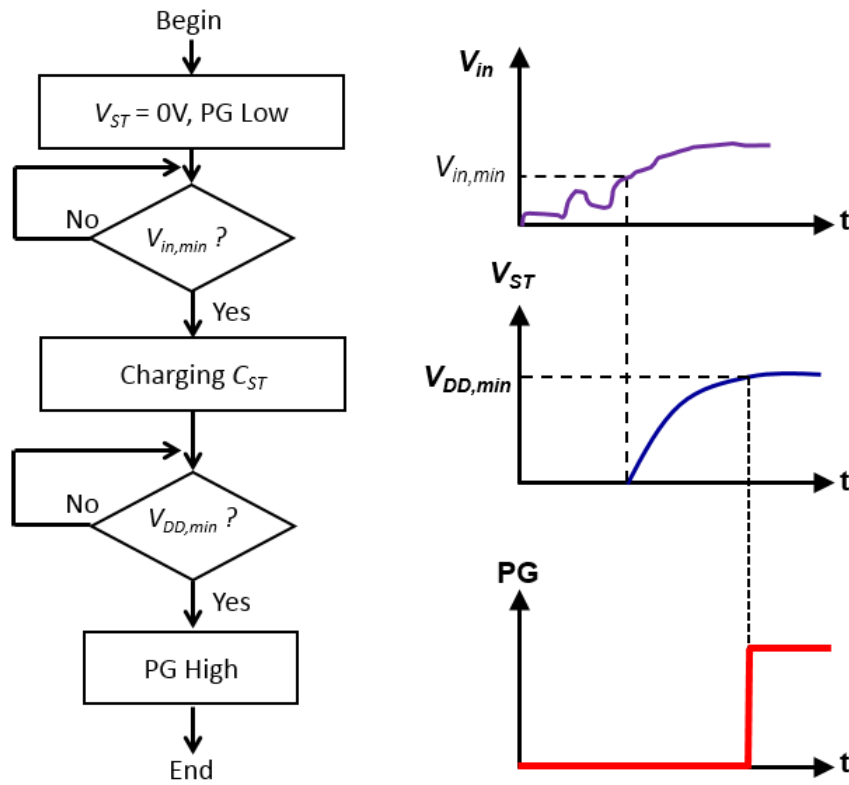 Begin
V_ST = 0V, PG Low
No
V_in,min ?
Yes
Charging C_ST
No
V_DD,min ?
Yes
PG High
End
V_in
V_in,min
t
V_ST
V_DD,min
t
PG
t